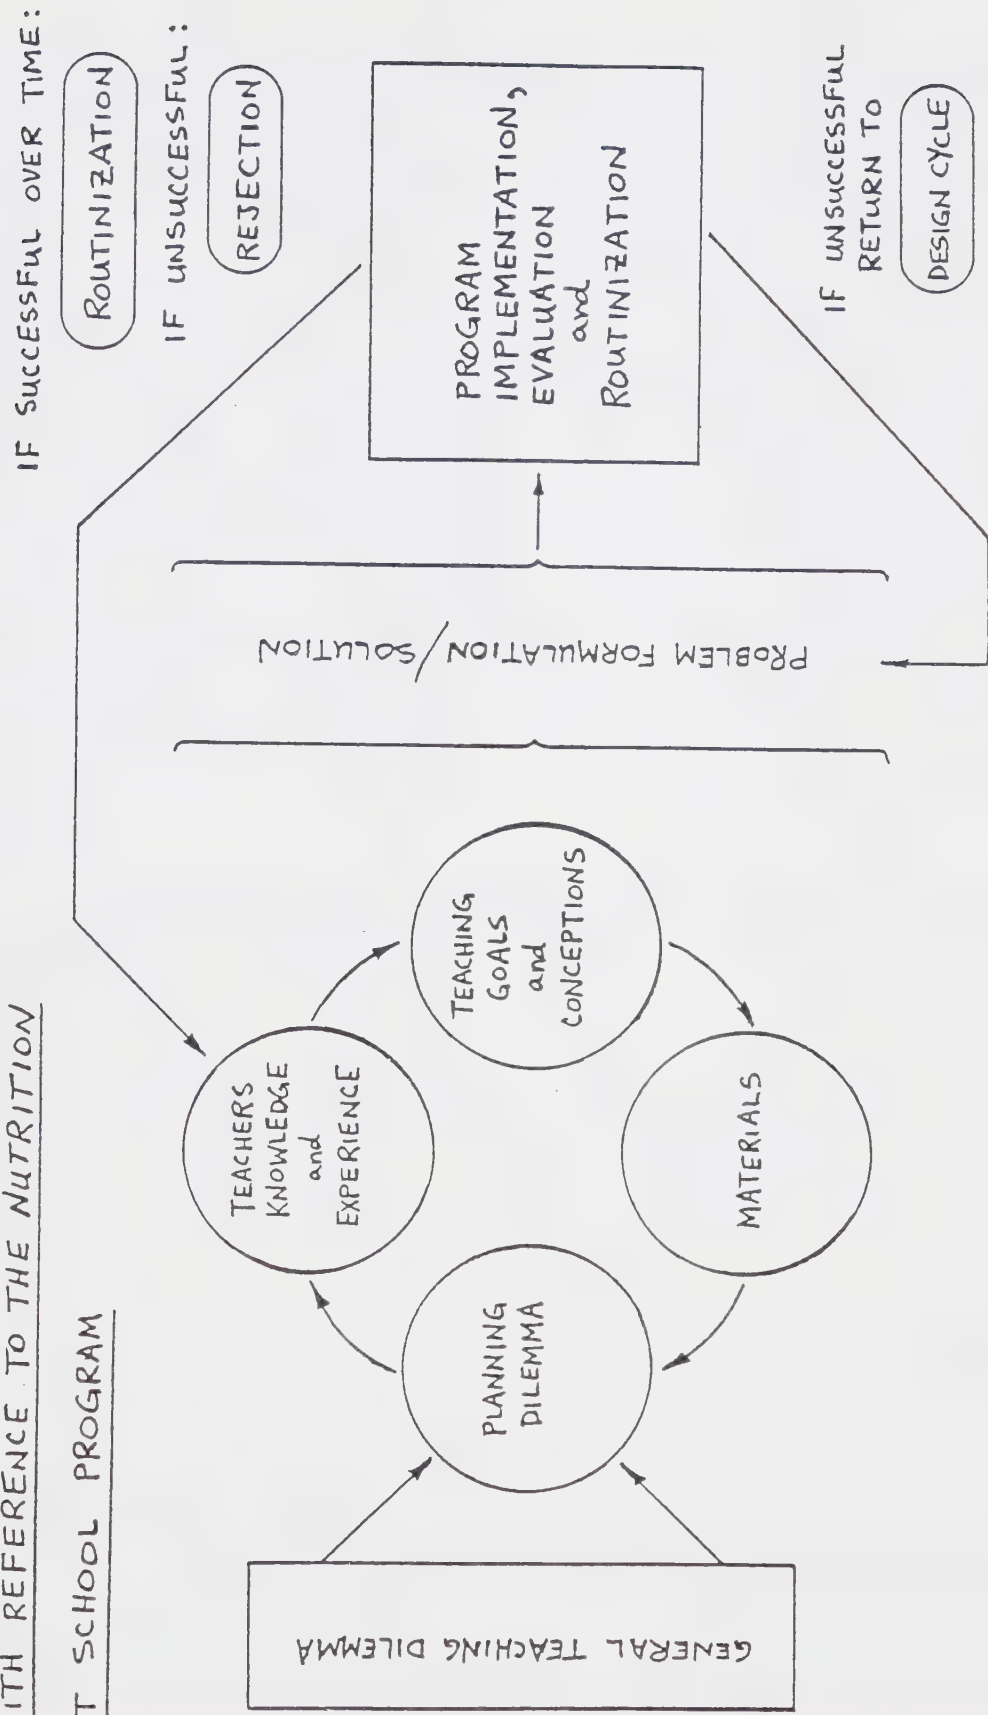 ITH REFERENCE TO THE NUTRITION
T SCHOOL PROGRAM
GENERAL TEACHING DILEMMA
PLANNING
DILEMMA
TEACHERS
KNOWLEDGE
and
EXPERIENCE
TEACHING
GOALS
and
CONCEPTIONS
MATERIALS
PROBLEM FORMULATION/SOLUTION
PROGRAM
IMPLEMENTATION,
EVALUATION
and
ROUTINIZATION
IF SUCCESSFUL OVER TIME:
ROUTINIZATION
IF UNSUCCESSFUL:
REJECTION
IF UNSUCCESSFUL
RETURN TO
DESIGN CYCLE